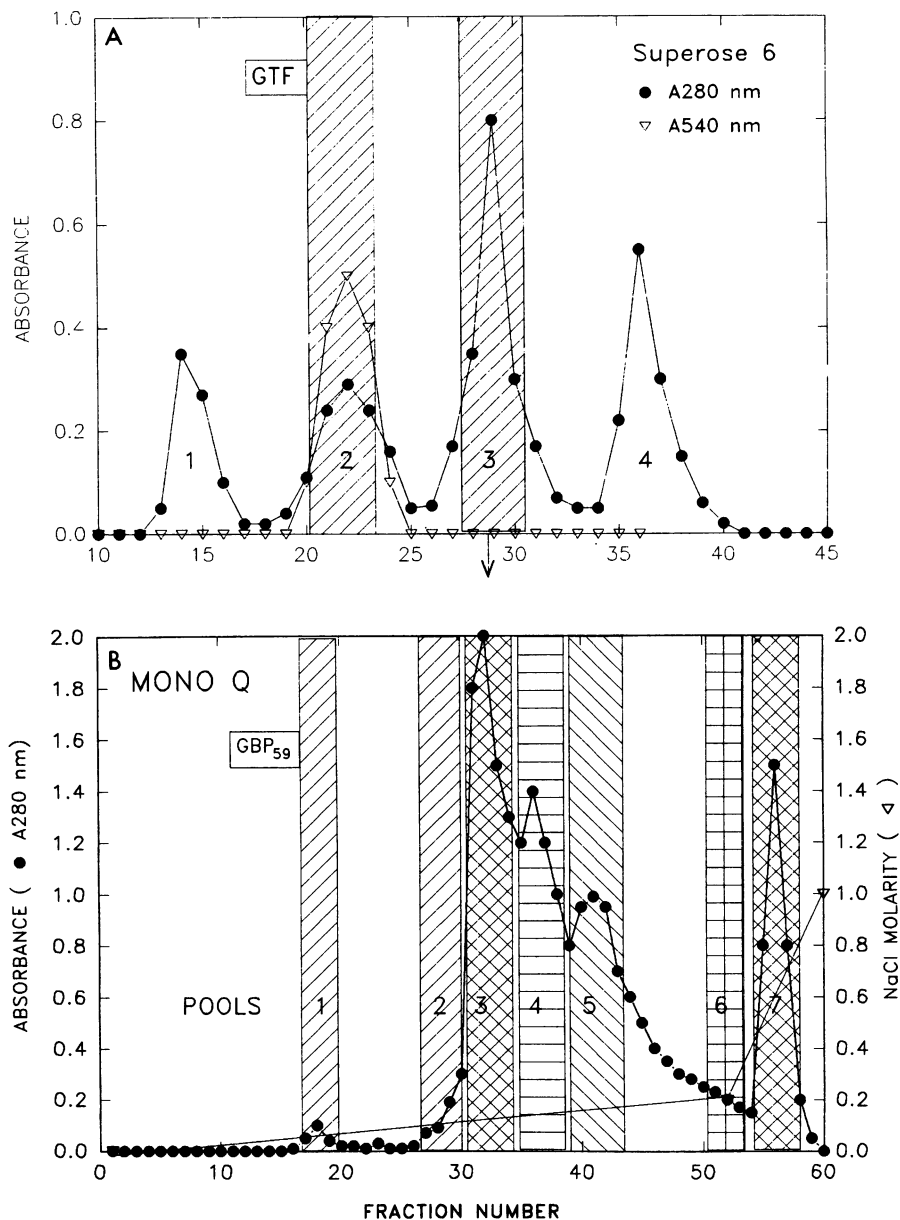 A
Superose 6
GTF
● A280 nm
▽ A540 nm
ABSORBANCE
1.0
0.8
0.6
0.4
0.2
0.0
1
2
3
4
10 15 20 25 30 35 40 45
B
MONO Q
GBP59
ABSORBANCE ( ● A280 nm)
2.0
1.8
1.6
1.4
1.2
1.0
0.8
0.6
0.4
0.2
0.0
POOLS
1
2
3
4
5
6
7
2.0
1.8
1.6
1.4
1.2
1.0
0.8
0.6
0.4
0.2
0.0
NaCl MOLARITY ( ▽ )
0 10 20 30 40 50 60
FRACTION NUMBER